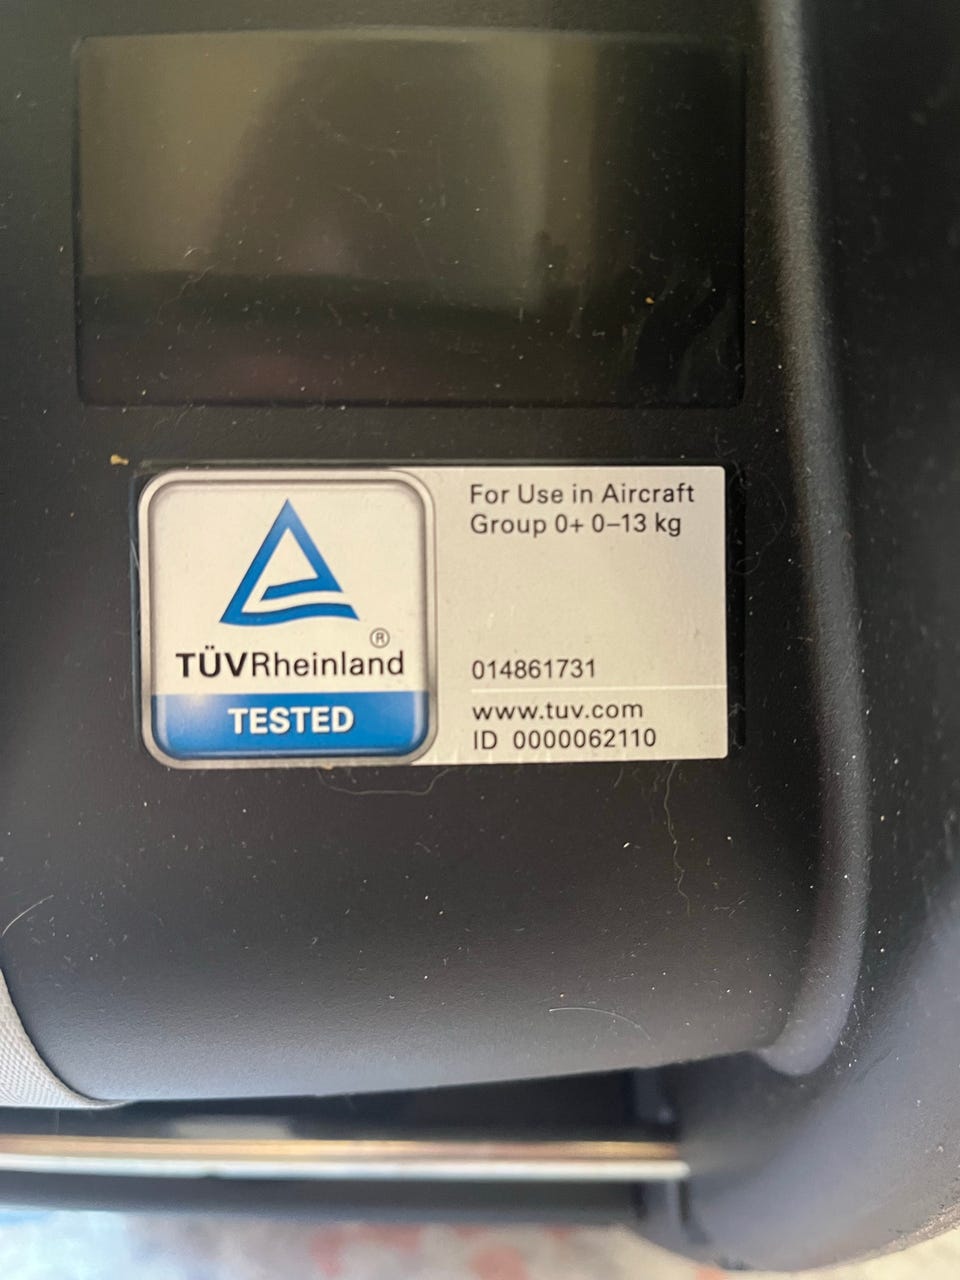 ®
TÜVRheinland
TESTED
For Use in Aircraft
Group 0+ 0–13 kg
014861731
www.tuv.com
ID 0000062110